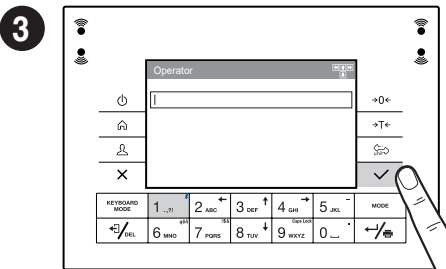 3
Operator
→0←
→T←
KEYBOARD MODE 1 .,?! 2 ABC 3 DEF 4 GHI 5 JKL MODE
DEL 6 MNO 7 PQRS 8 TUV 9 WXYZ Caps Lock 0